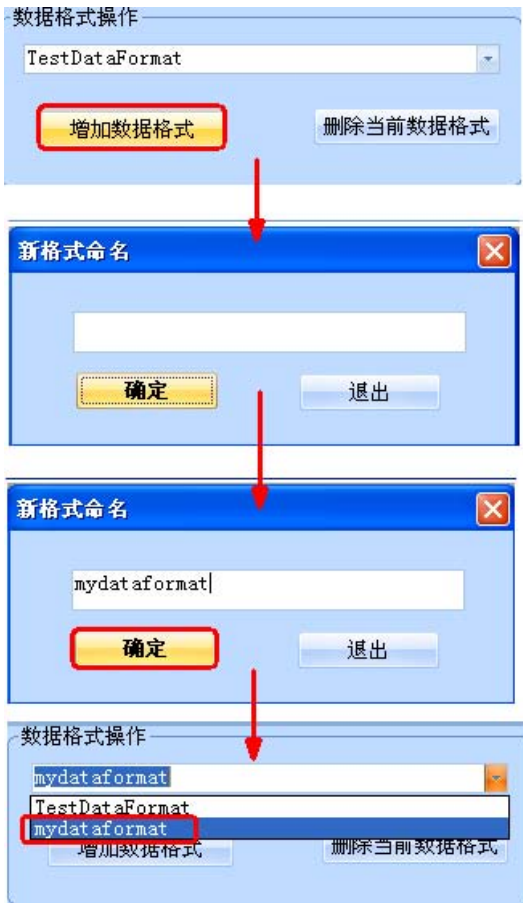 数据格式操作
TestDataFormat
增加数据格式 删除当前数据格式
新格式命名
确定 退出
新格式命名
mydataformat
确定 退出
数据格式操作
mydataformat
TestDataFormat
mydataformat
增加数据格式 删除当前数据格式